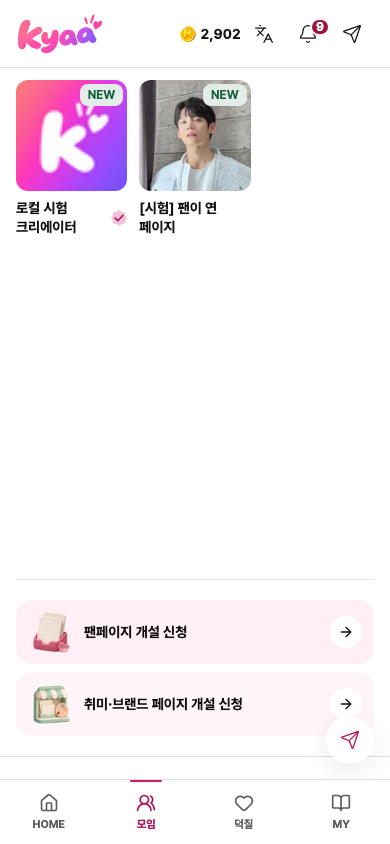 kyaa
2,902
9
NEW
NEW
로컬 시험
크리에이터
[시험] 팬이 연
페이지
팬페이지 개설 신청
취미·브랜드 페이지 개설 신청
HOME
모임
덕질
MY